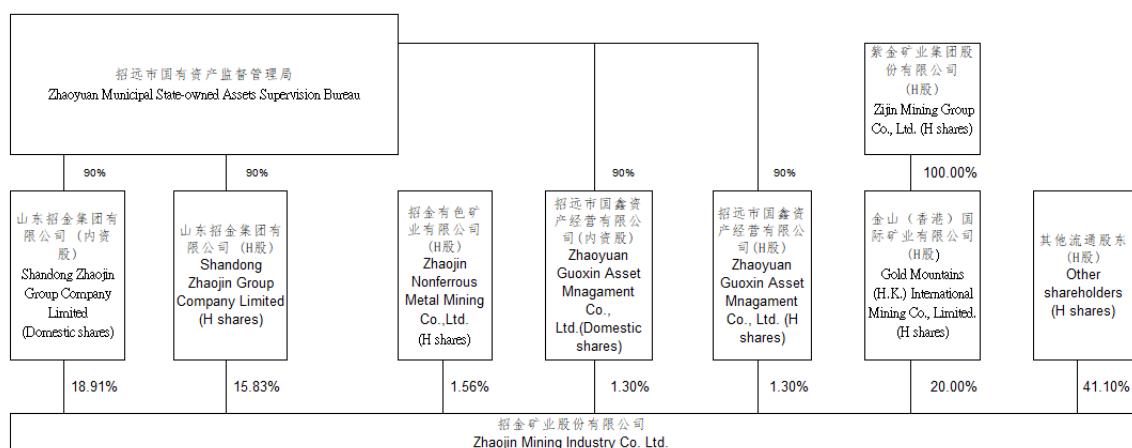 招远市国有资产监督管理局
Zhaoyuan Municipal State-owned Assets Supervision Bureau
紫金矿业集团股
份有限公司
(H股)
Zijin Mining Group
Co., Ltd. (H shares)
90%
90%
90%
90%
100.00%
山东招金集团有
限公司 (内资
股)
Shandong Zhaojin
Group Company
Limited
(Domestic shares)
山东招金集团有
限公司 (H股)
Shandong
Zhaojin Group
Company Limited
(H shares)
招金有色矿
业有限公司
(H股)
Zhaojin
Nonferrous
Metal Mining
Co.,Ltd.
(H shares)
招远市国鑫资
产经营有限公
司(内资股)
Zhaoyuan
Guoxin Asset
Mnagament
Co.,
Ltd.(Domestic
shares)
招远市国鑫资
产经营有限公
司(H股)
Zhaoyuan
Guoxin Asset
Mnagament
Co., Ltd. (H
shares)
金山（香港）国
际矿业有限公司
(H股)
Gold Mountains
(H.K.) International
Mining Co., Limited.
(H shares)
其他流通股东
(H股)
Other
shareholders
(H shares)
18.91%
15.83%
1.56%
1.30%
1.30%
20.00%
41.10%
招金矿业股份有限公司
Zhaojin Mining Industry Co. Ltd.